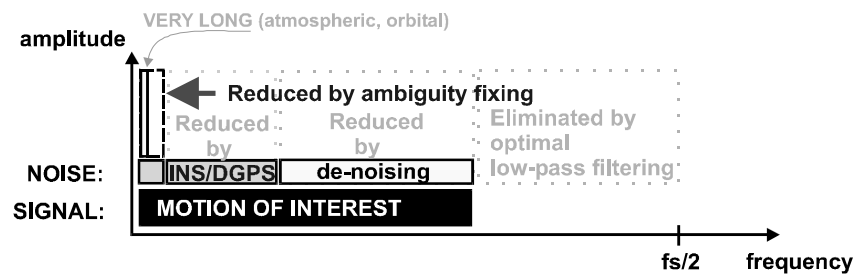 VERY LONG (atmospheric, orbital)
amplitude
Reduced by ambiguity fixing
Reduced by
Reduced by
Eliminated by optimal low-pass filtering
NOISE:
INS/DGPS
de-noising
SIGNAL:
MOTION OF INTEREST
fs/2
frequency